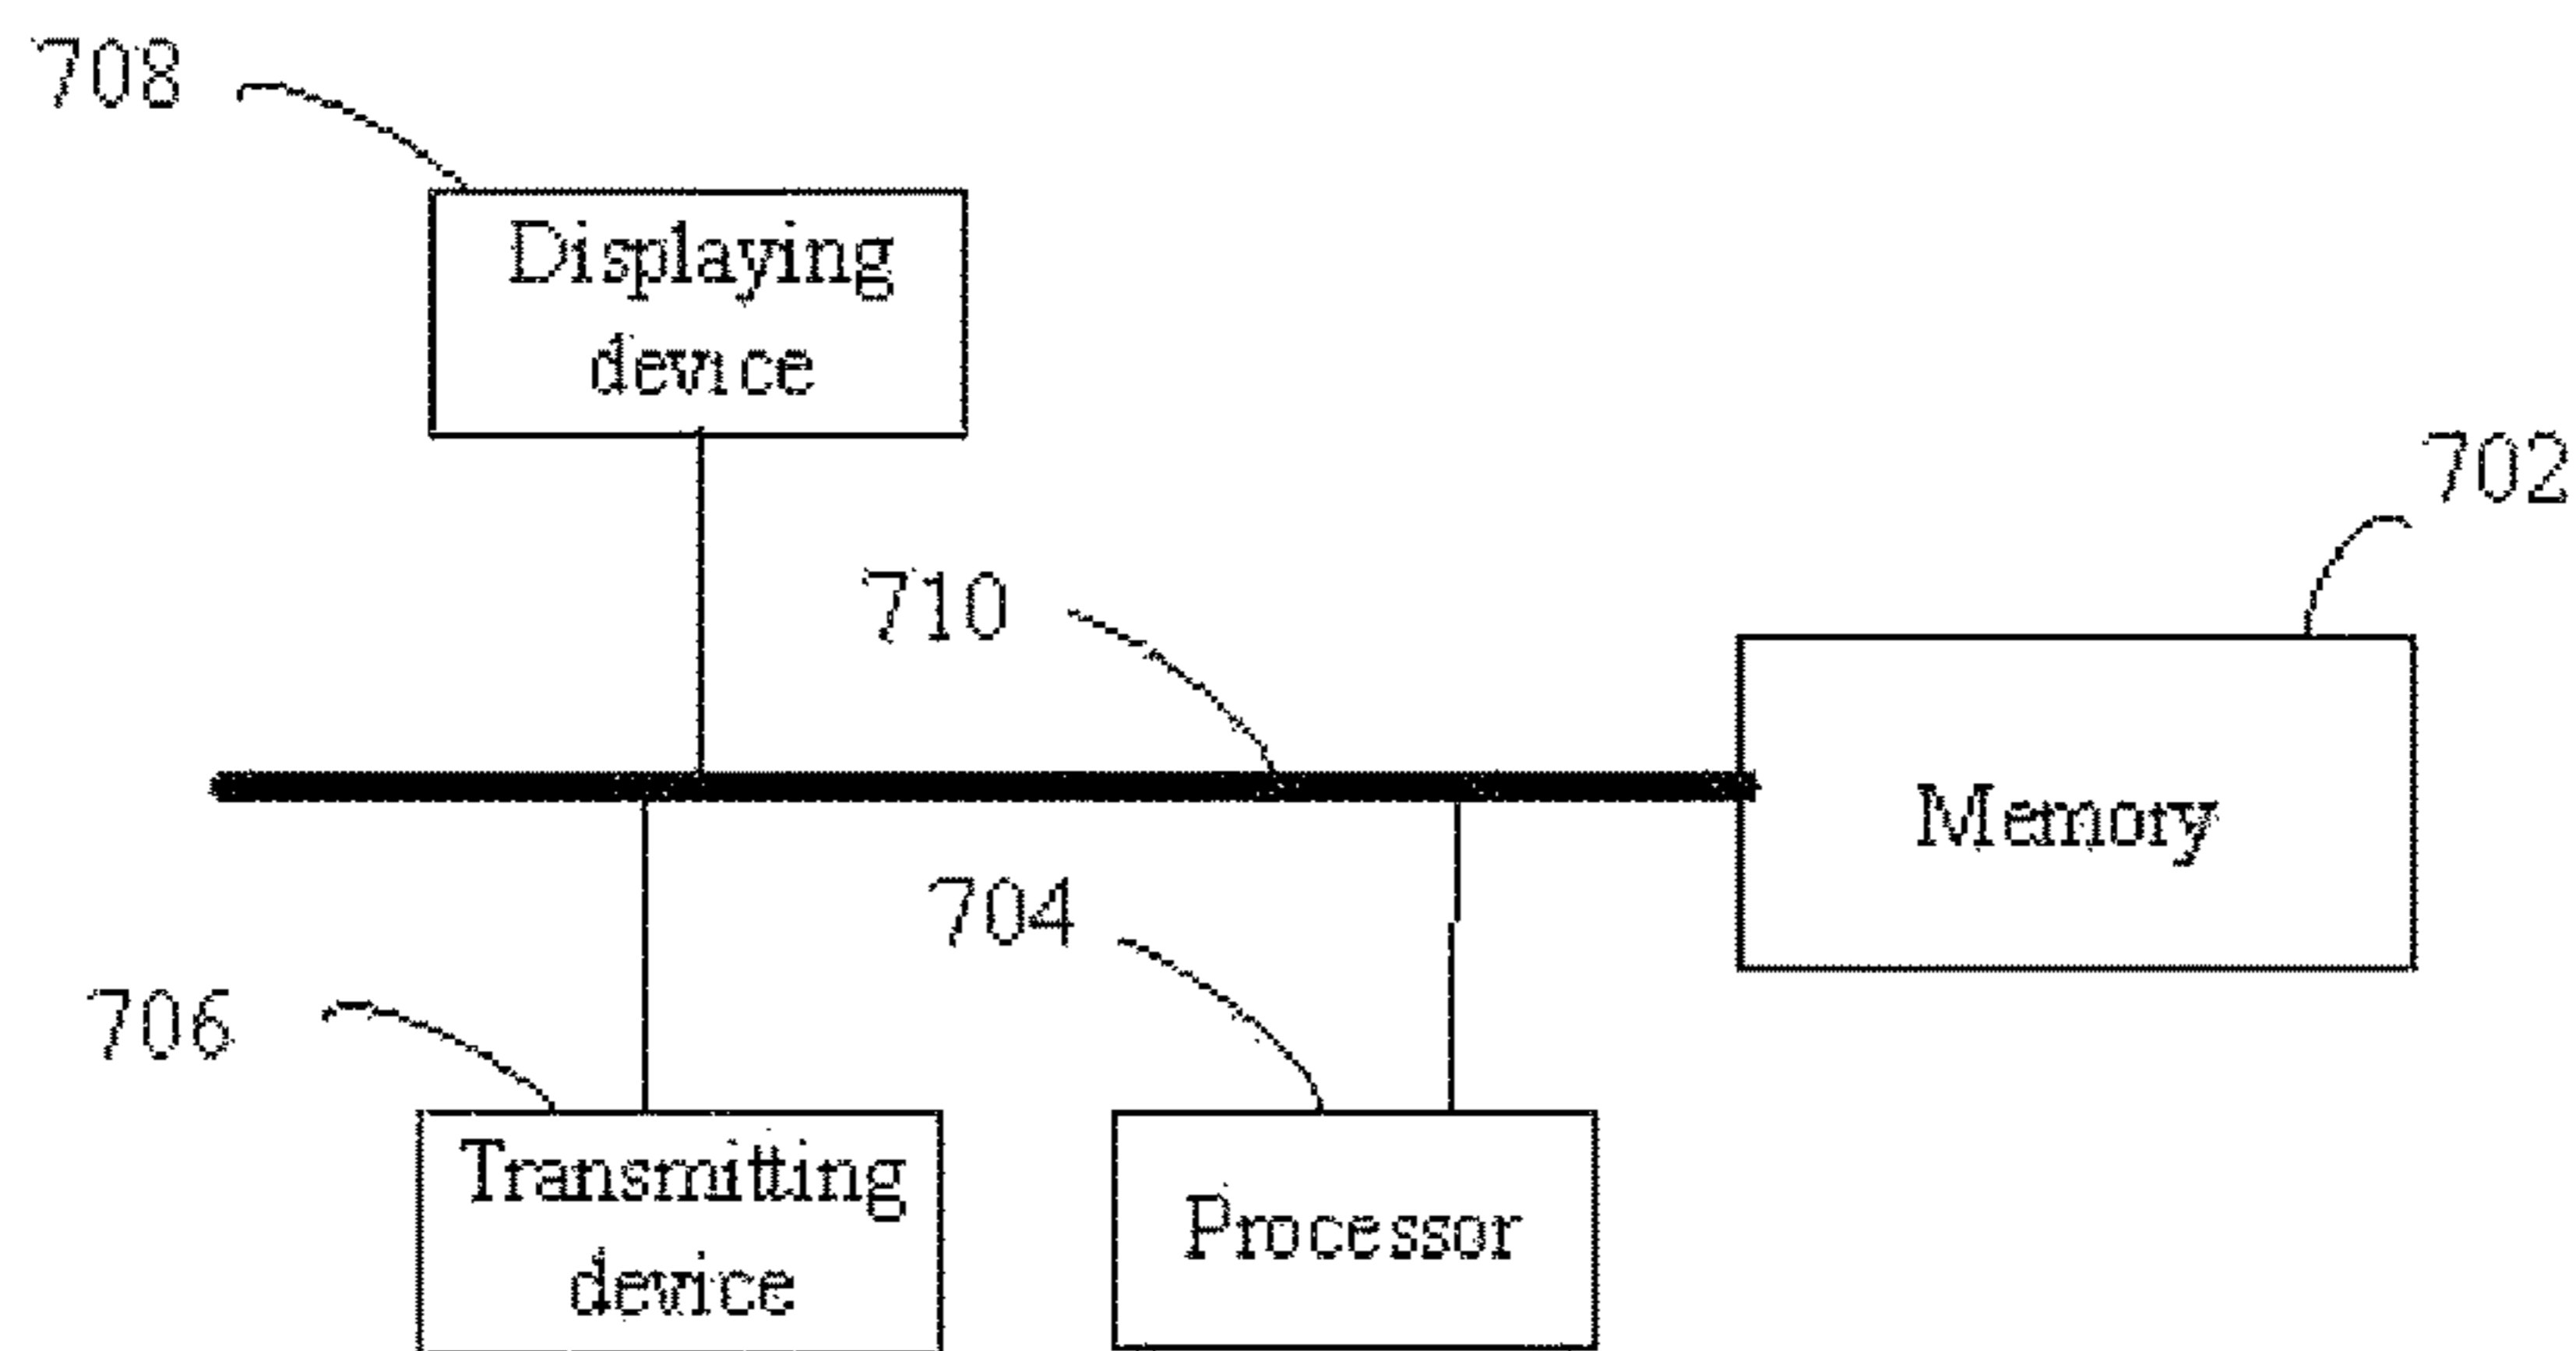 708
Displaying
device
702
710
Memory
704
706
Transmitting
device
Processor